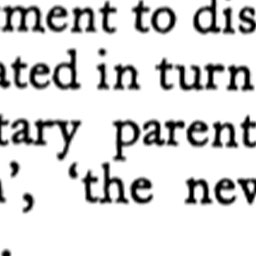 ment to dis
ated in turn
tary parent
’, ‘the new
.